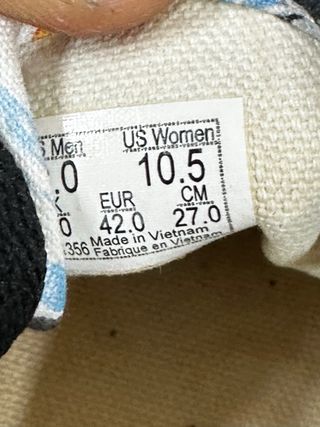 Men US Women
.0 10.5
EUR CM
0 42.0 27.0
356 Made in Vietnam
Fabrique en Vietnam